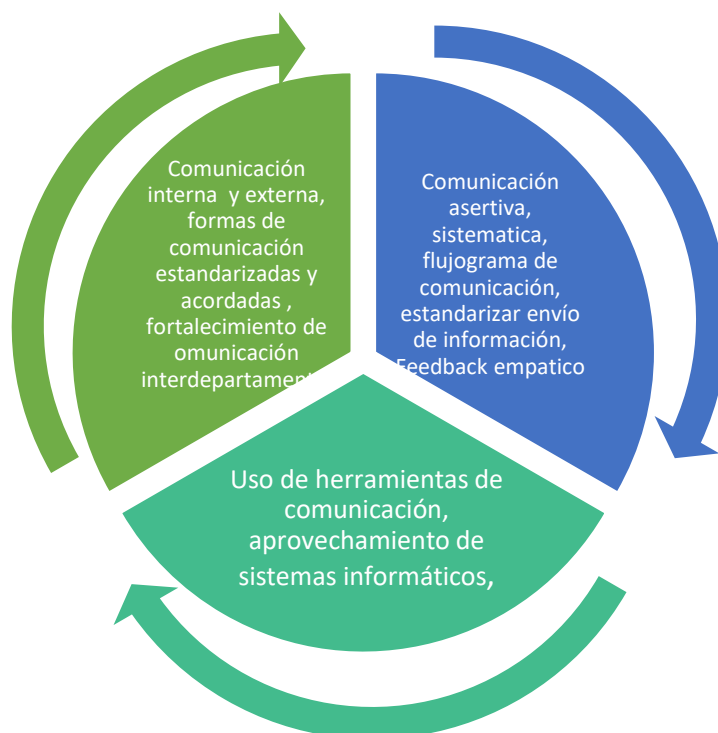 Comunicación
interna y externa,
formas de
comunicación
estandarizadas y
acordadas ,
fortalecimiento de
omunicación
interdepartament
Comunicación
asertiva,
sistematica,
flujograma de
comunicación,
estandarizar envío
de información,
Feedback empatico
Uso de herramientas de
comunicación,
aprovechamiento de
sistemas informáticos,